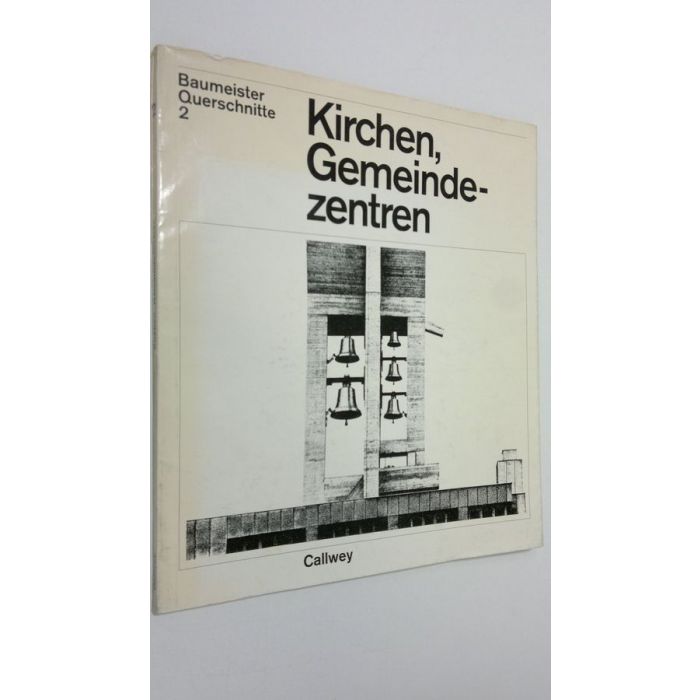 Baumeister
Querschnitte
2
Kirchen,
Gemeinde-
zentren
Callwey